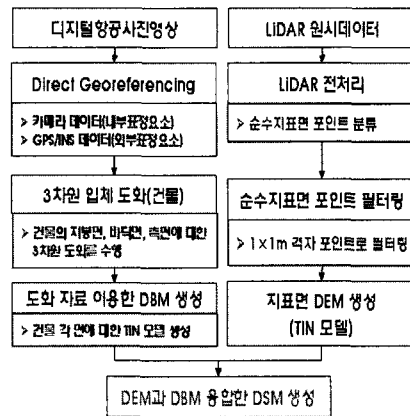 디지털항공사진영상
Direct Georeferencing
> 카메라 데이터(내부표정요소)
> GPS/INS 데이터(외부표정요소)
3차원 입체 도화(건물)
> 건물의 지붕면, 바닥면, 측면에 대한
3차원 도화를 수행
도화 자료 이용한 DBM 생성
> 건물 각 면에 대한 TIN 모델 생성
LiDAR 원시데이터
LiDAR 전처리
> 순수지표면 포인트 분류
순수지표면 포인트 필터링
> 1×1m 격자 포인트로 필터링
지표면 DEM 생성
(TIN 모델)
DEM과 DBM 융합한 DSM 생성